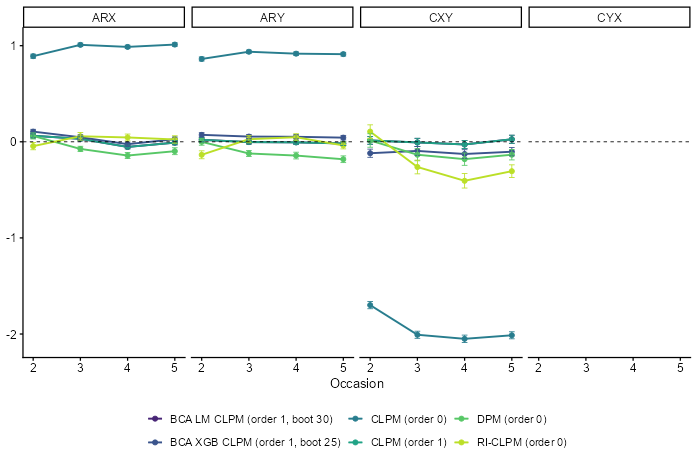 ARX ARY CXY CYX
1
0
-1
-2
2 3 4 5 2 3 4 5 2 3 4 5 2 3 4 5
Occasion
BCA LM CLPM (order 1, boot 30) CLPM (order 0) DPM (order 0)
BCA XGB CLPM (order 1, boot 25) CLPM (order 1) RI-CLPM (order 0)